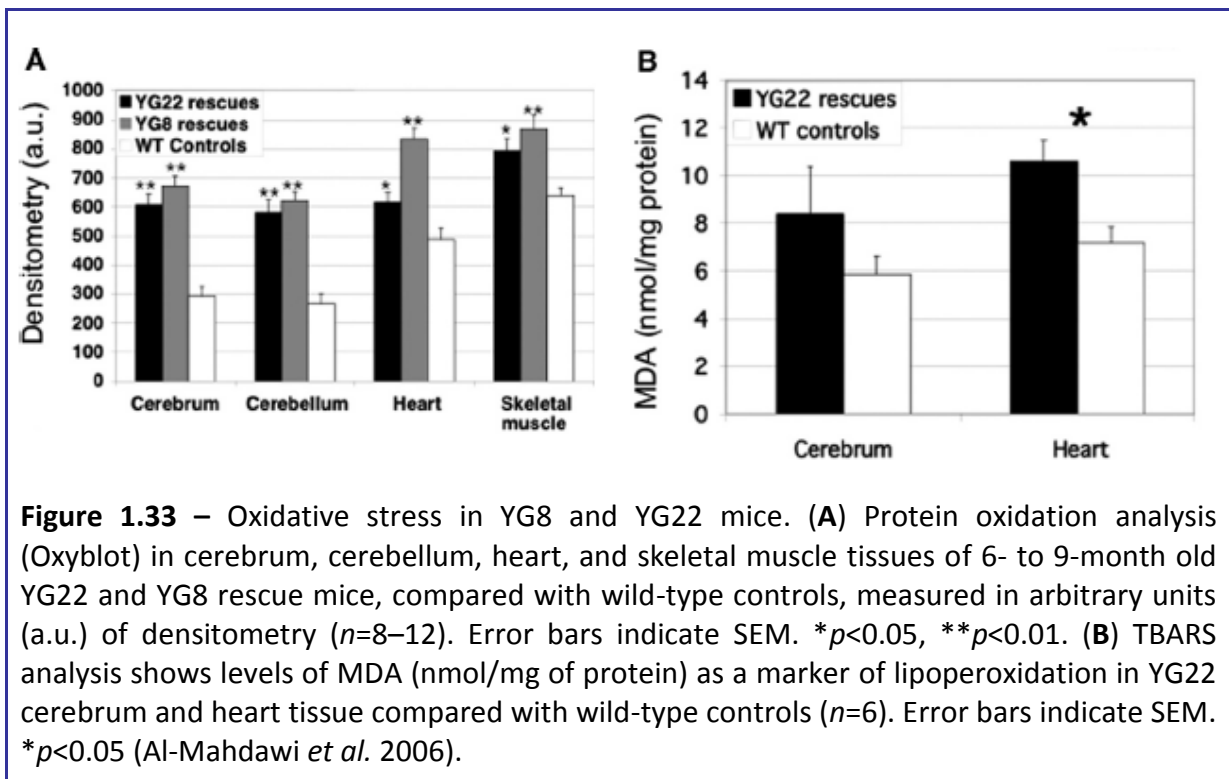 A
1000
900
800
700
600
500
400
300
200
100
0
Densitometry (a.u.)
YG22 rescues
YG8 rescues
WT Controls
** ** ** ** * ** * **
Cerebrum Cerebellum Heart Skeletal
muscle
B
14
12
10
8
6
4
2
0
MDA (nmol/mg protein)
YG22 rescues
WT controls
*
Cerebrum Heart
Figure 1.33 – Oxidative stress in YG8 and YG22 mice. (A) Protein oxidation analysis
(Oxyblot) in cerebrum, cerebellum, heart, and skeletal muscle tissues of 6- to 9-month old
YG22 and YG8 rescue mice, compared with wild-type controls, measured in arbitrary units
(a.u.) of densitometry (n=8–12). Error bars indicate SEM. *p<0.05, **p<0.01. (B) TBARS
analysis shows levels of MDA (nmol/mg of protein) as a marker of lipoperoxidation in YG22
cerebrum and heart tissue compared with wild-type controls (n=6). Error bars indicate SEM.
*p<0.05 (Al-Mahdawi et al. 2006).